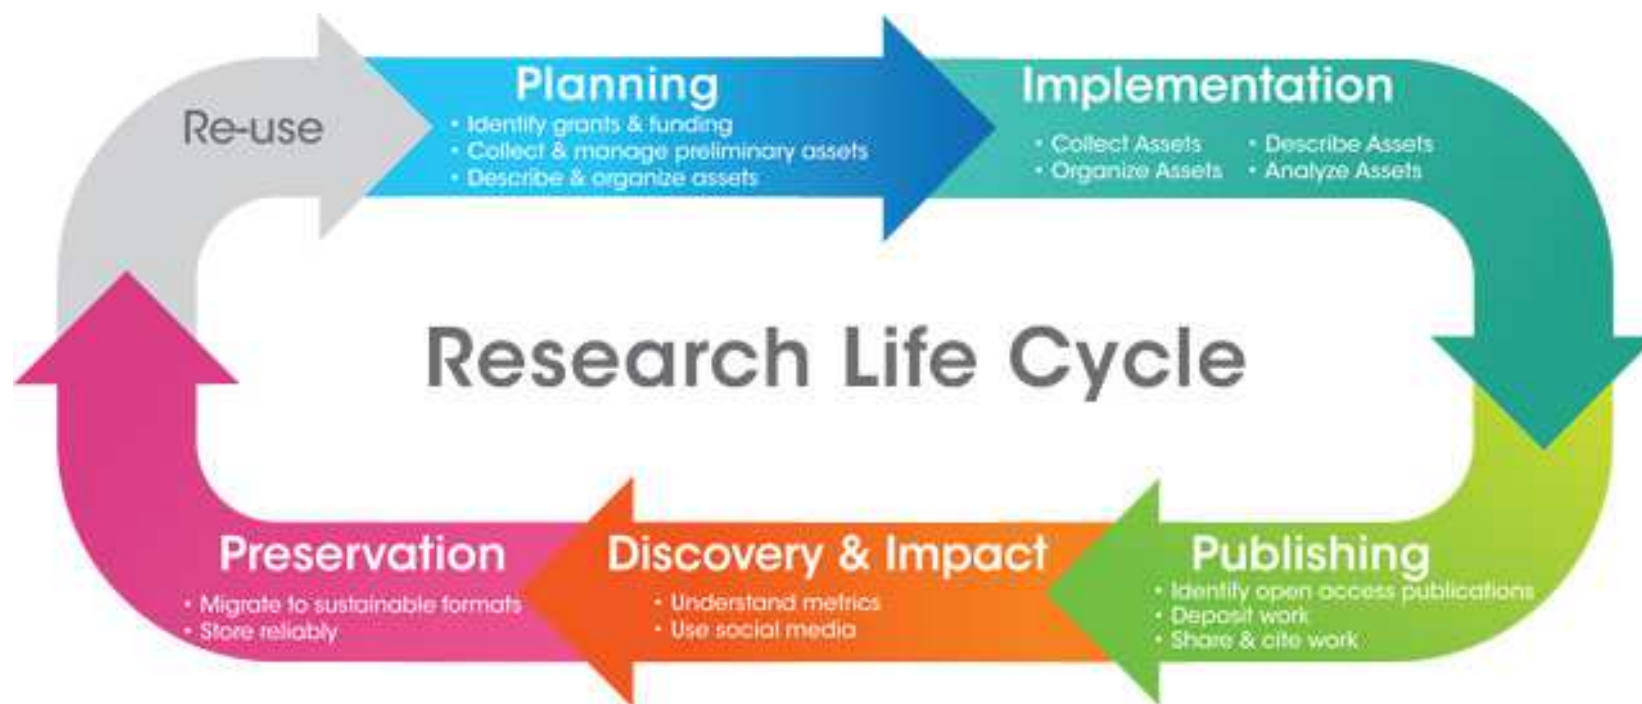 Re-use
Planning
• Identify grants & funding
• Collect & manage preliminary assets
• Describe & organize assets
Implementation
• Collect Assets • Describe Assets
• Organize Assets • Analyze Assets
Research Life Cycle
Preservation
• Migrate to sustainable formats
• Store reliably
Discovery & Impact
• Understand metrics
• Use social media
Publishing
• Identify open access publications
• Deposit work
• Share & cite work